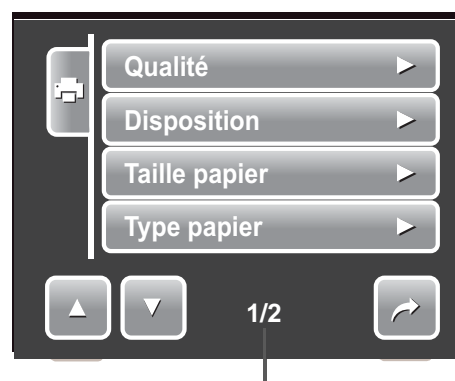 Qualité
Disposition
Taille papier
Type papier
1/2